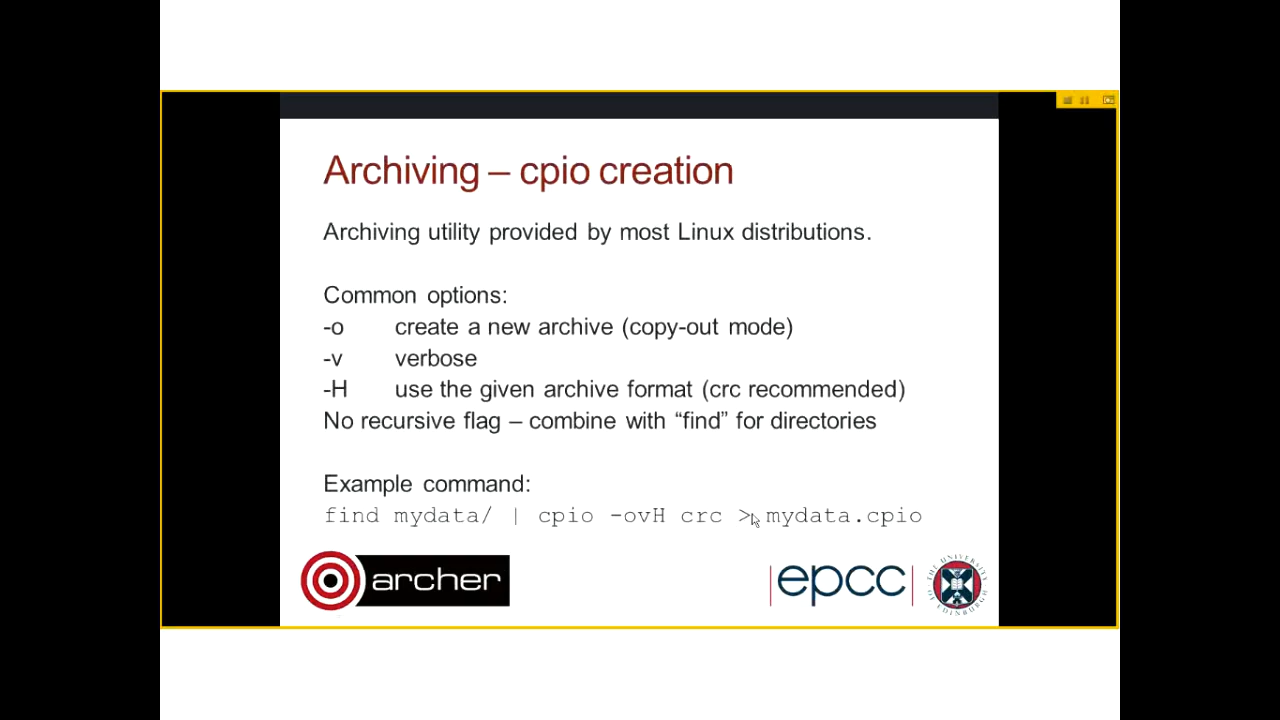 Archiving – cpio creation
Archiving utility provided by most Linux distributions.
Common options:
-o create a new archive (copy-out mode)
-v verbose
-H use the given archive format (crc recommended)
No recursive flag – combine with “find” for directories
Example command:
find mydata/ | cpio -ovH crc > mydata.cpio
archer
epcc
THE UNIVERSITY OF EDINBURGH